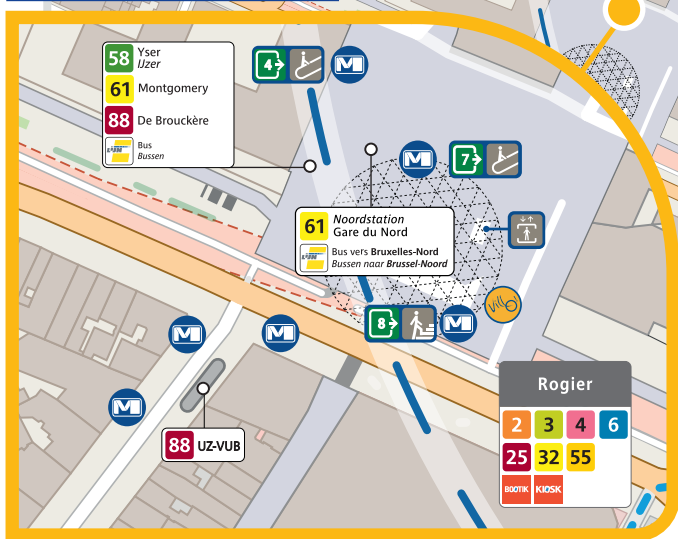 58 Yser
IJzer
61 Montgomery
88 De Brouckère
Bus
Bussen
4
M
7
M
61 Noordstation
Gare du Nord
Bus vers Bruxelles-Nord
Bussen naar Brussel-Noord
8
M
villo
M
M
M
88 UZ-VUB
Rogier
2 3 4 6
25 32 55
BOOTIK KIOSK